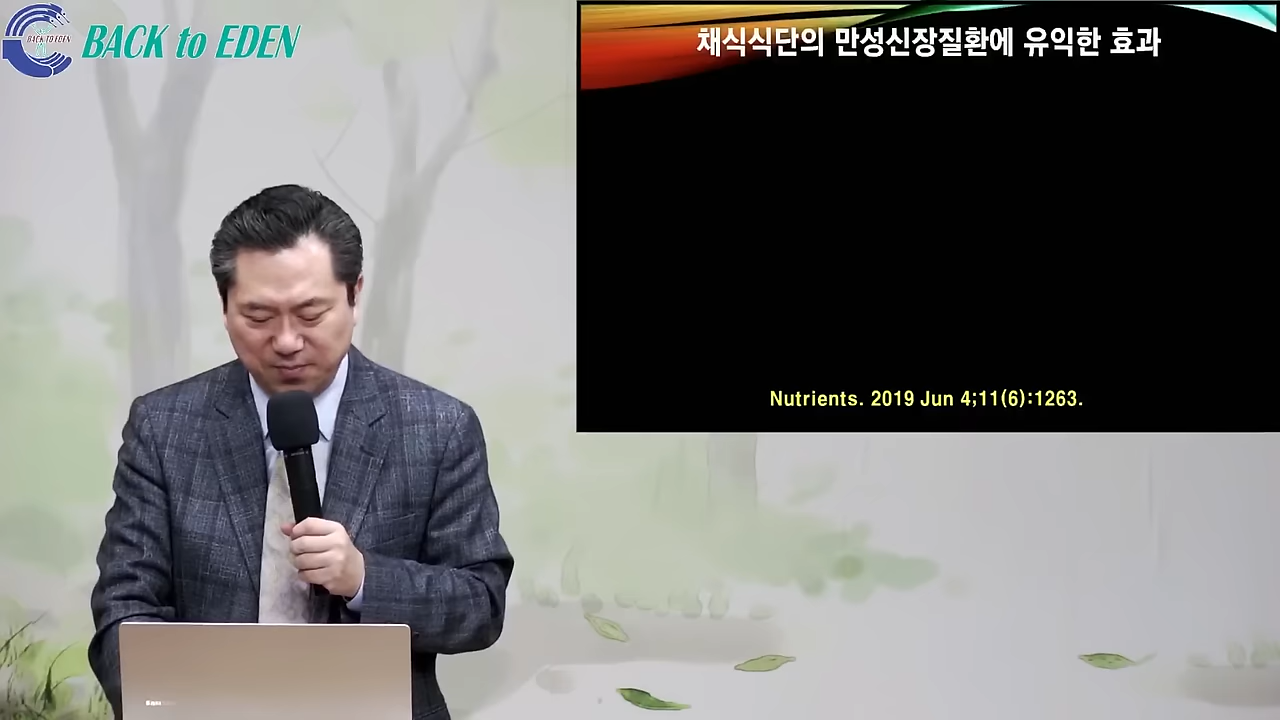 BACK TO EDEN
BACK to EDEN
채식식단의 만성신장질환에 유익한 효과
Nutrients. 2019 Jun 4;11(6):1263.